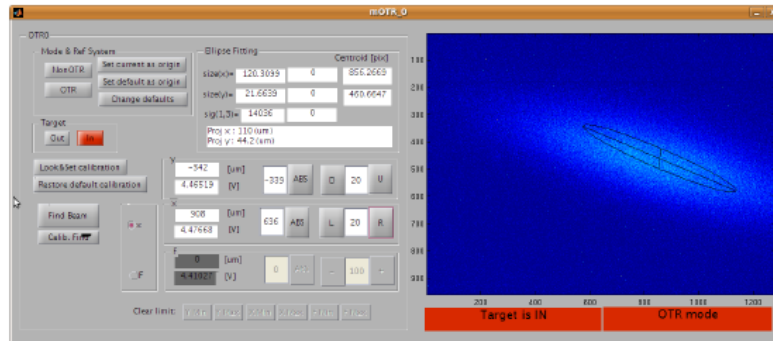 mOTR_0
OTR0
Mode & Ref System
NonOTR
Set current as origin
OTR
Set default as origin
Change defaults
Ellipse Fitting
Centroid [pix]
size(x)= 120.3099 0 856.2669
size(y)= 21.6639 0 460.6647
sig(1,3)= 14036 0
Proj x : 110 (um)
Proj y : 44.2 (um)
Target
Out In
Look&Set calibration
Restore default calibration
Find Beam
Y
-542 [um]
4.46519 [V]
-339 ABS D 20 U
X
908 [um]
4.47668 [V]
636 ABS L 20 R
x
F
f
0 [um]
4.41027 [V]
0 ABS - 100 +
Clear limit:
100
200
300
400
500
600
700
800
900
200 400 600 800 1000 1200
Target is IN
OTR mode